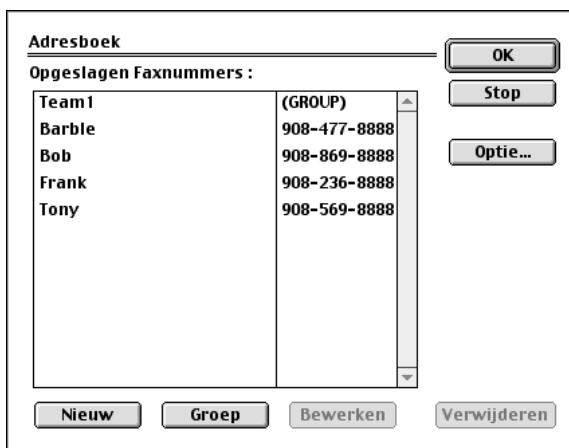 Adresboek
OK
Opgeslagen Faxnummers :
Stop
Team1 (GROUP)
Barble 908-477-8888
Bob 908-869-8888
Optie...
Frank 908-236-8888
Tony 908-569-8888
Nieuw Groep Bewerken Verwijderen